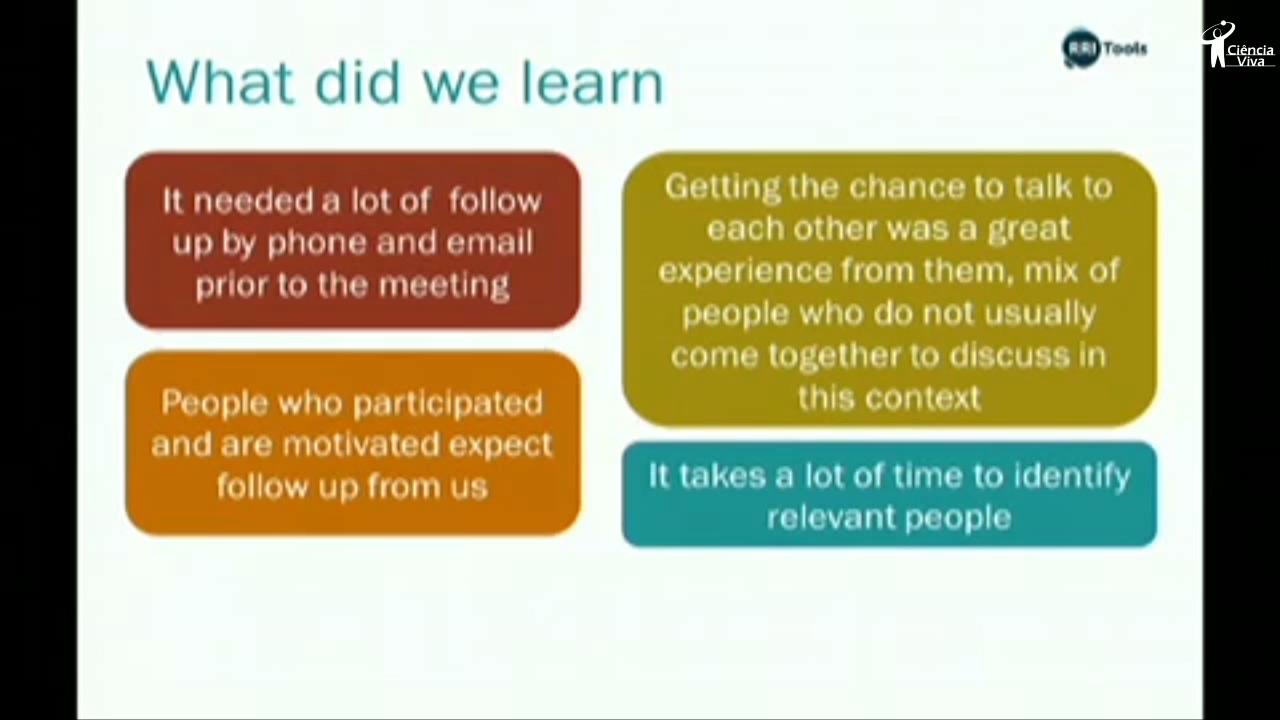 What did we learn
RRI Tools
Ciência
Viva
It needed a lot of follow
up by phone and email
prior to the meeting
People who participated
and are motivated expect
follow up from us
Getting the chance to talk to
each other was a great
experience from them, mix of
people who do not usually
come together to discuss in
this context
It takes a lot of time to identify
relevant people